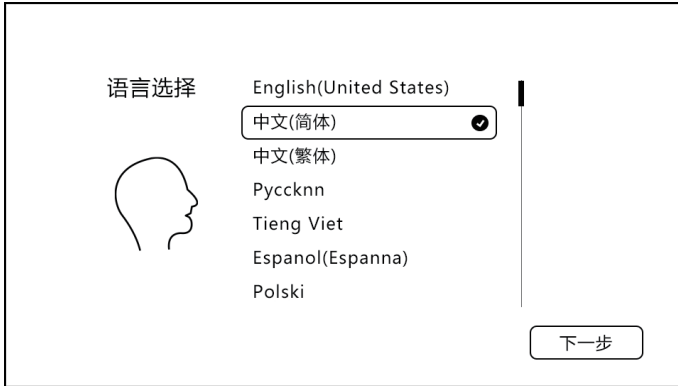 语言选择
English(United States)
中文(简体)
中文(繁体)
Pyccknn
Tieng Viet
Espanol(Espanna)
Polski
下一步